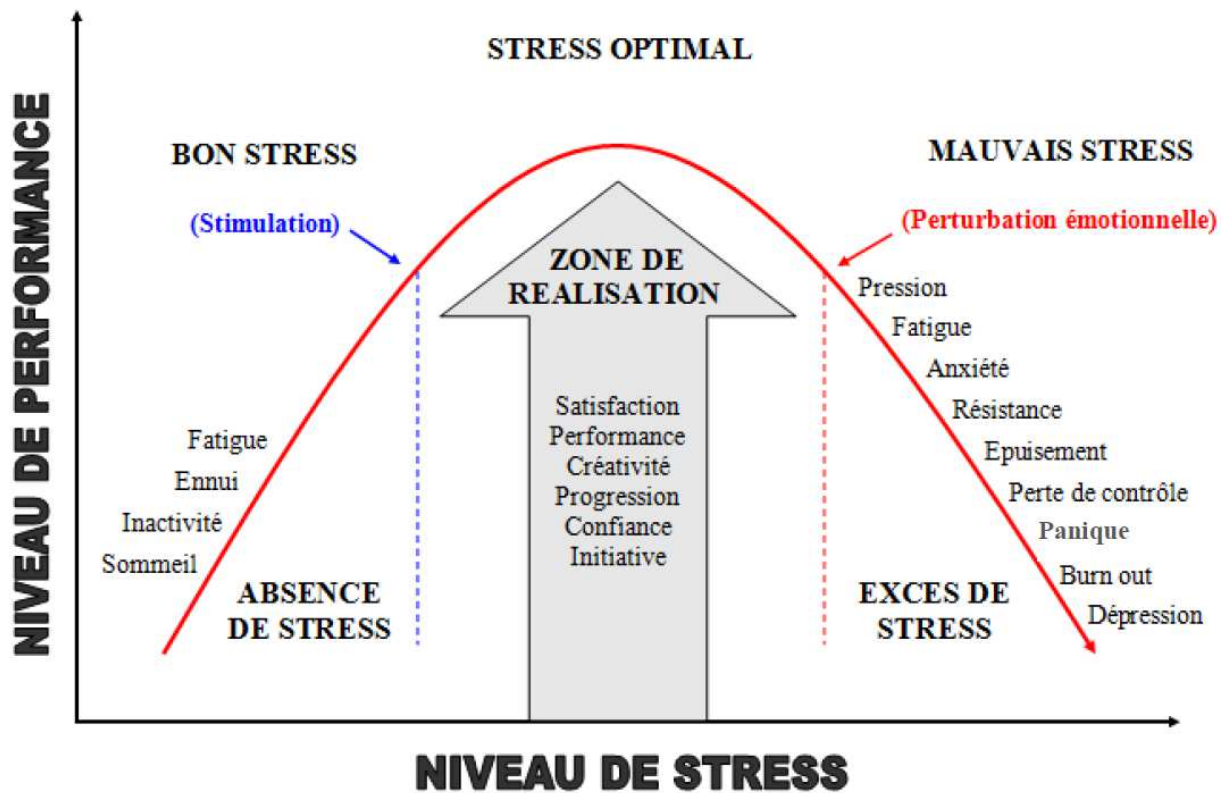 STRESS OPTIMAL
BON STRESS
(Stimulation)
MAUVAIS STRESS
(Perturbation émotionnelle)
ZONE DE
REALISATION
Satisfaction
Performance
Créativité
Progression
Confiance
Initiative
Fatigue
Ennui
Inactivité
Sommeil
ABSENCE
DE STRESS
Pression
Fatigue
Anxiété
Résistance
Epuisement
Perte de contrôle
Panique
Burn out
Dépression
EXCES DE
STRESS
NIVEAU DE PERFORMANCE
NIVEAU DE STRESS